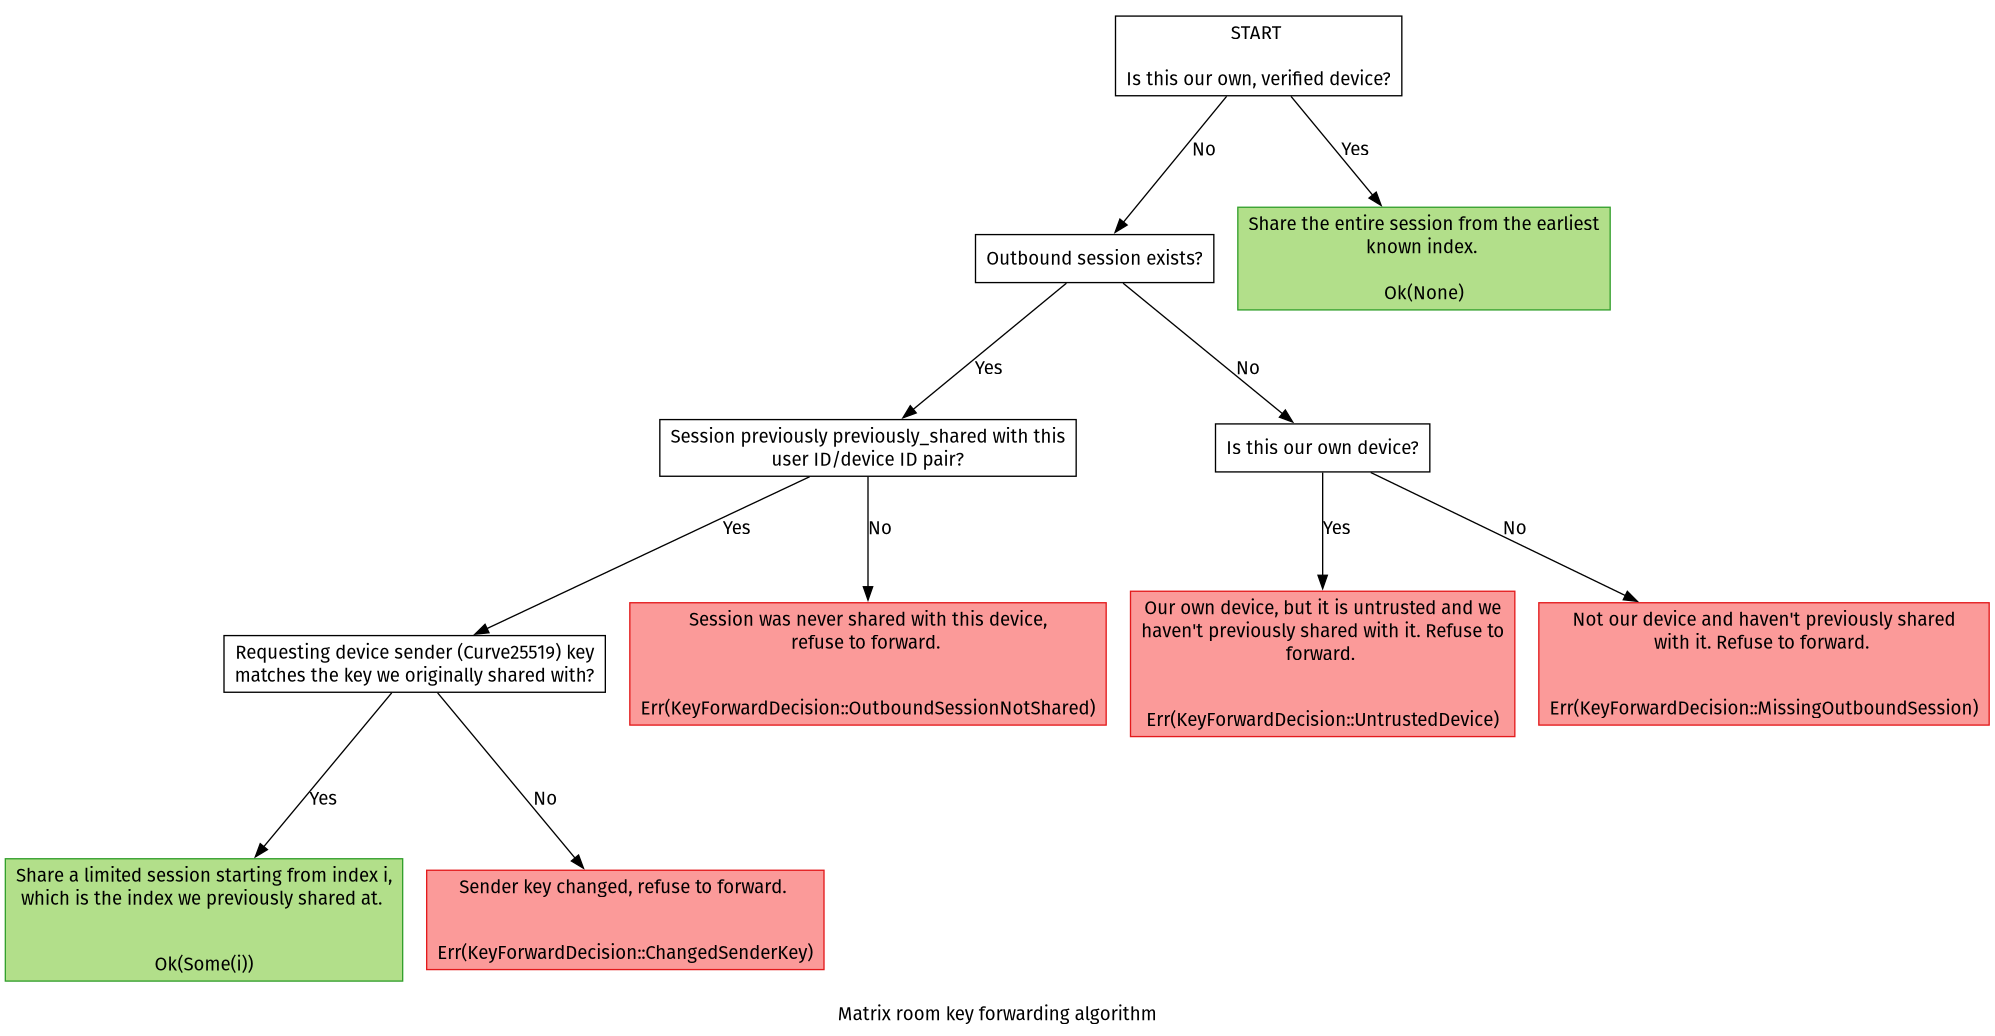 START
Is this our own, verified device?
No
Yes
Share the entire session from the earliest
known index.
Ok(None)
Outbound session exists?
Yes
No
Session previously previously_shared with this
user ID/device ID pair?
Is this our own device?
Yes
No
Yes
No
Session was never shared with this device,
refuse to forward.
Err(KeyForwardDecision::OutboundSessionNotShared)
Our own device, but it is untrusted and we
haven't previously shared with it. Refuse to
forward.
Err(KeyForwardDecision::UntrustedDevice)
Not our device and haven't previously shared
with it. Refuse to forward.
Err(KeyForwardDecision::MissingOutboundSession)
Requesting device sender (Curve25519) key
matches the key we originally shared with?
Yes
No
Share a limited session starting from index i,
which is the index we previously shared at.
Ok(Some(i))
Sender key changed, refuse to forward.
Err(KeyForwardDecision::ChangedSenderKey)
Matrix room key forwarding algorithm